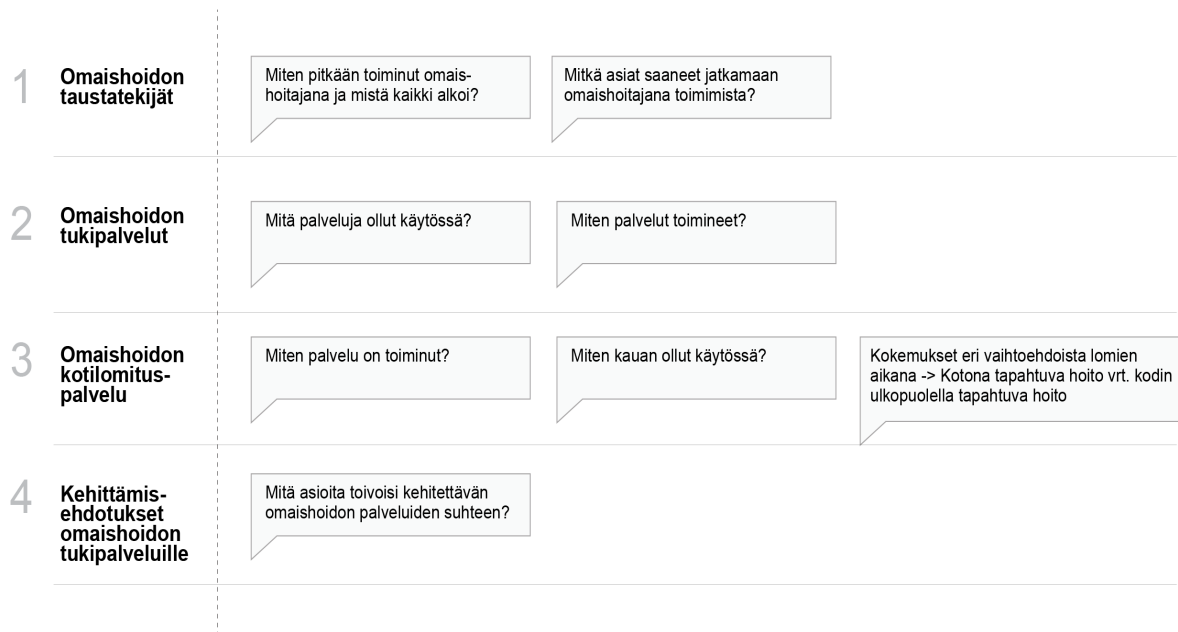 1
Omaishoidon
taustatekijät
Miten pitkään toiminut omais-
hoitajana ja mistä kaikki alkoi?
Mitkä asiat saaneet jatkamaan
omaishoitajana toimimista?
2
Omaishoidon
tukipalvelut
Mitä palveluja ollut käytössä?
Miten palvelut toimineet?
3
Omaishoidon
kotilomitus-
palvelu
Miten palvelu on toiminut?
Miten kauan ollut käytössä?
Kokemukset eri vaihtoehdoista lomien
aikana -> Kotona tapahtuva hoito vrt. kodin
ulkopuolella tapahtuva hoito
4
Kehittämis-
ehdotukset
omaishoidon
tukipalveluille
Mitä asioita toivoisi kehitettävän
omaishoidon palveluiden suhteen?